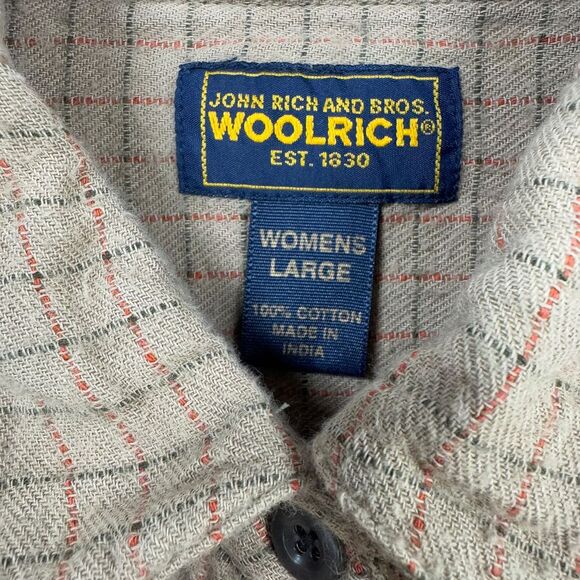 JOHN RICH AND BROS.
WOOLRICH®
EST. 1830
WOMENS
LARGE
100% COTTON
MADE IN
INDIA